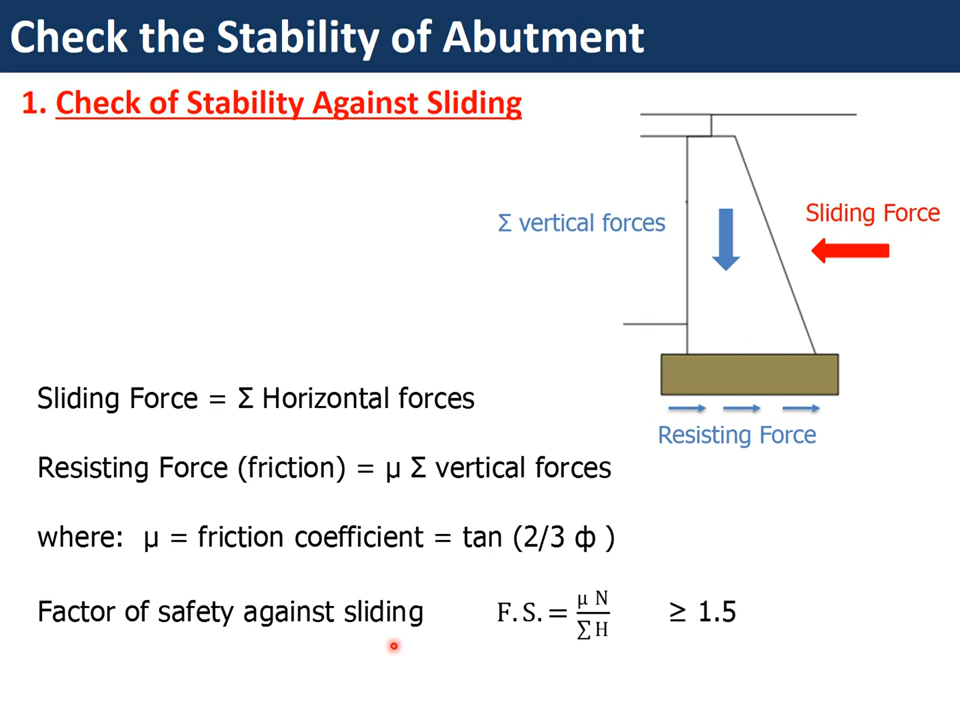 Check the Stability of Abutment
1. Check of Stability Against Sliding
Σ vertical forces
Sliding Force
Resisting Force
Sliding Force = Σ Horizontal forces
Resisting Force (friction) = µ Σ vertical forces
where: µ = friction coefficient = tan (2/3 ф )
Factor of safety against sliding F. S. = µ N / ∑ H ≥ 1.5